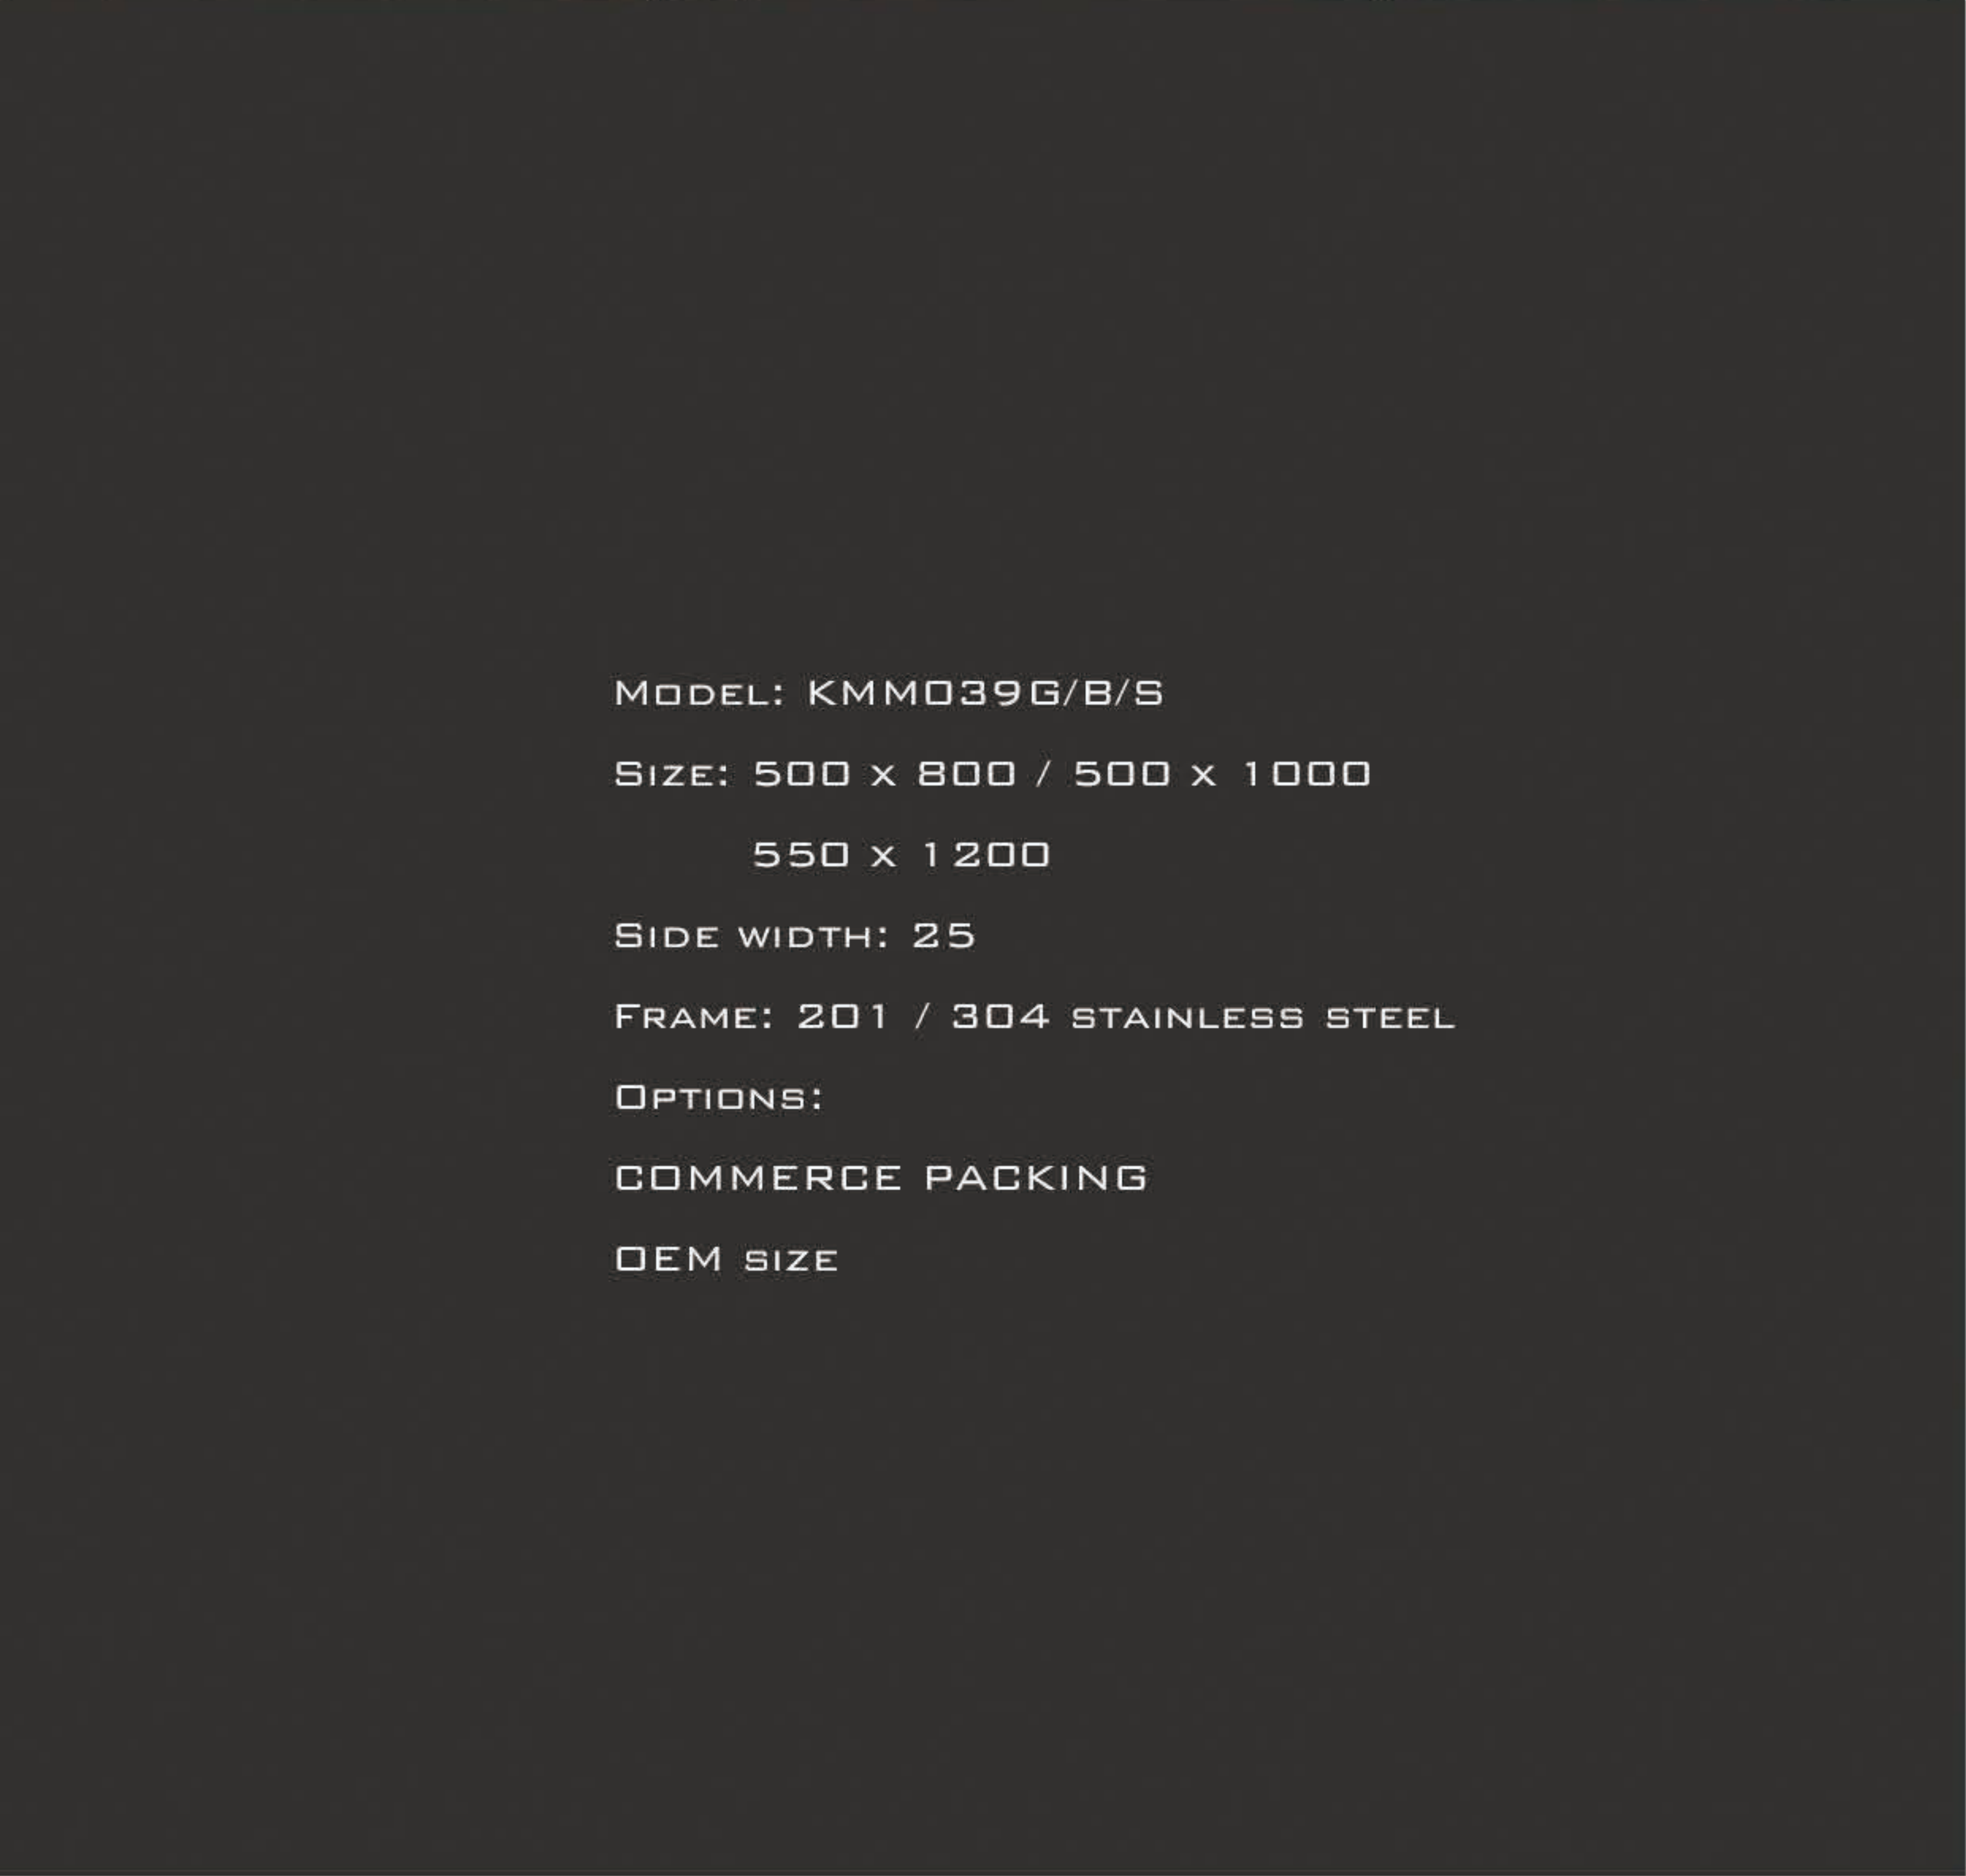 Model: KMM039G/B/S
Size: 500 x 800 / 500 x 1000
550 x 1200
Side width: 25
Frame: 201 / 304 stainless steel
Options:
COMMERCE PACKING
OEM size